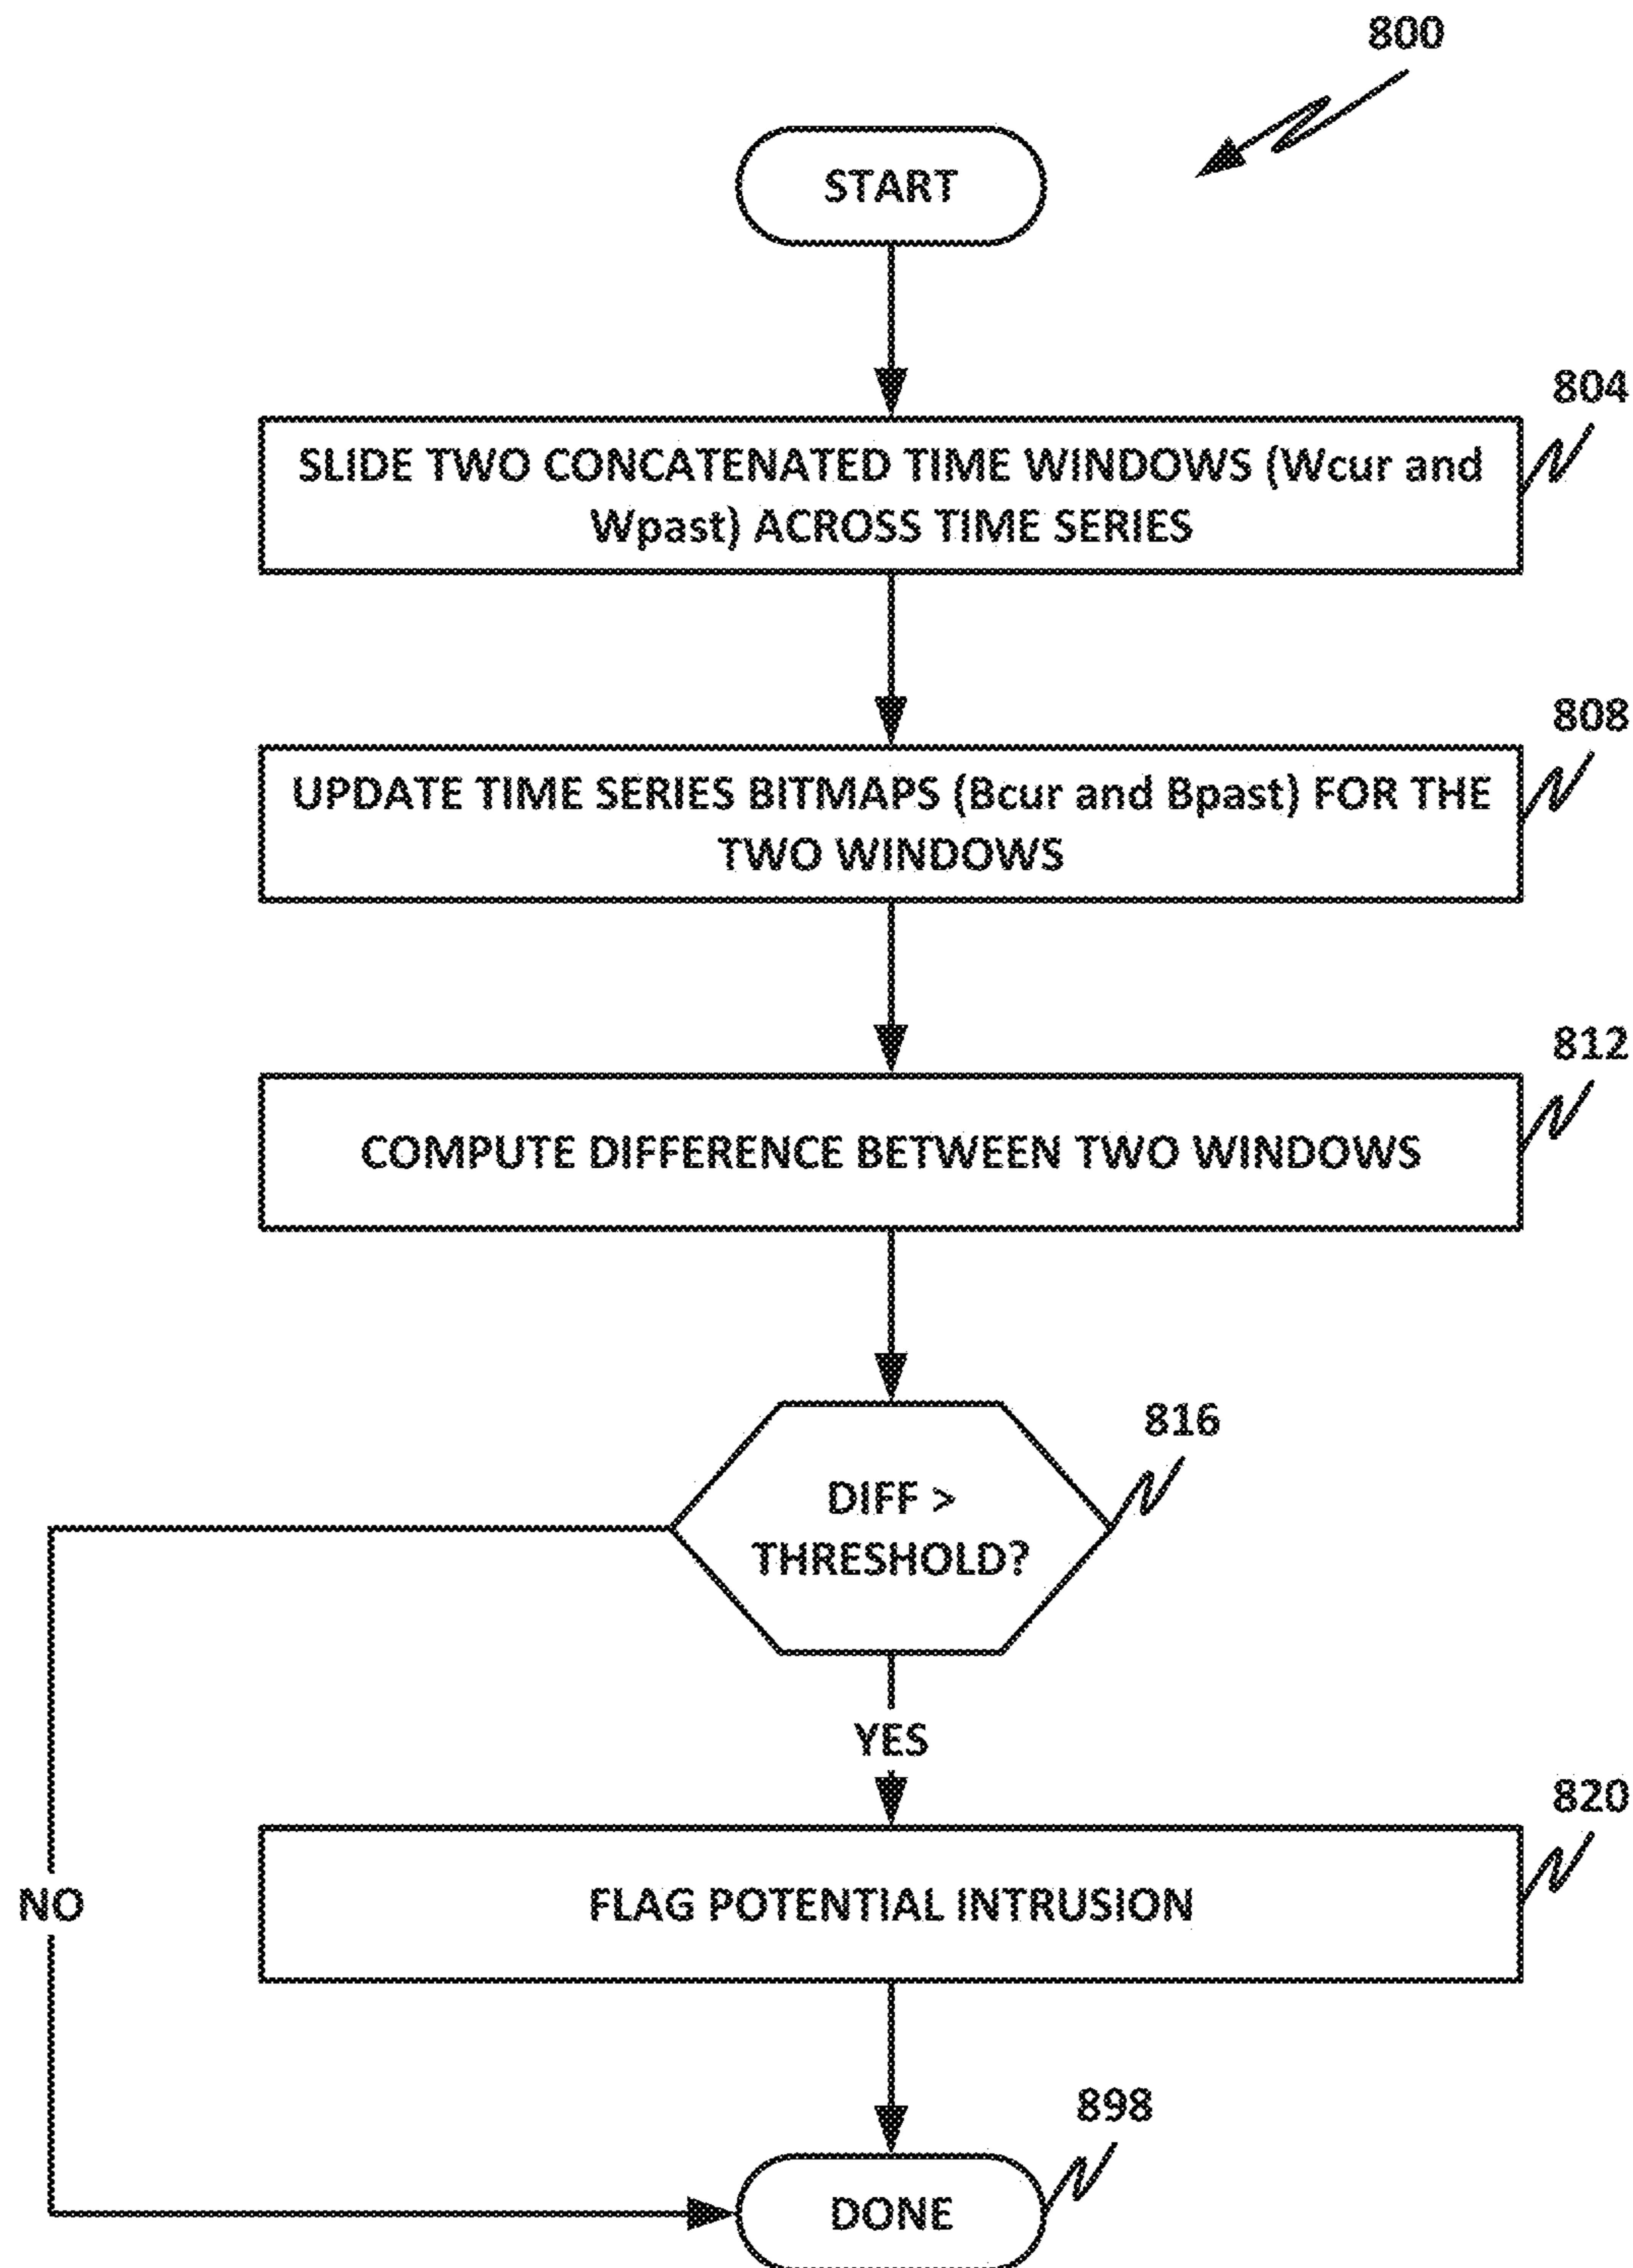 800
START
804
SLIDE TWO CONCATENATED TIME WINDOWS (Wcur and
Wpast) ACROSS TIME SERIES
808
UPDATE TIME SERIES BITMAPS (Bcur and Bpast) FOR THE
TWO WINDOWS
812
COMPUTE DIFFERENCE BETWEEN TWO WINDOWS
816
DIFF >
THRESHOLD?
YES
820
NO
FLAG POTENTIAL INTRUSION
898
DONE